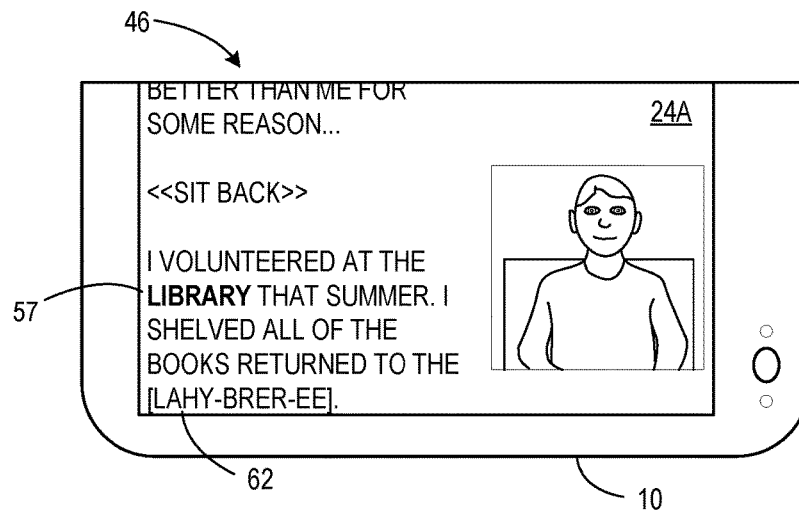 46
BETTER THAN ME FOR
SOME REASON...
24A
<<SIT BACK>>
I VOLUNTEERED AT THE
57
LIBRARY THAT SUMMER. I
SHELVED ALL OF THE
BOOKS RETURNED TO THE
[LAHY-BRER-EE].
62
10